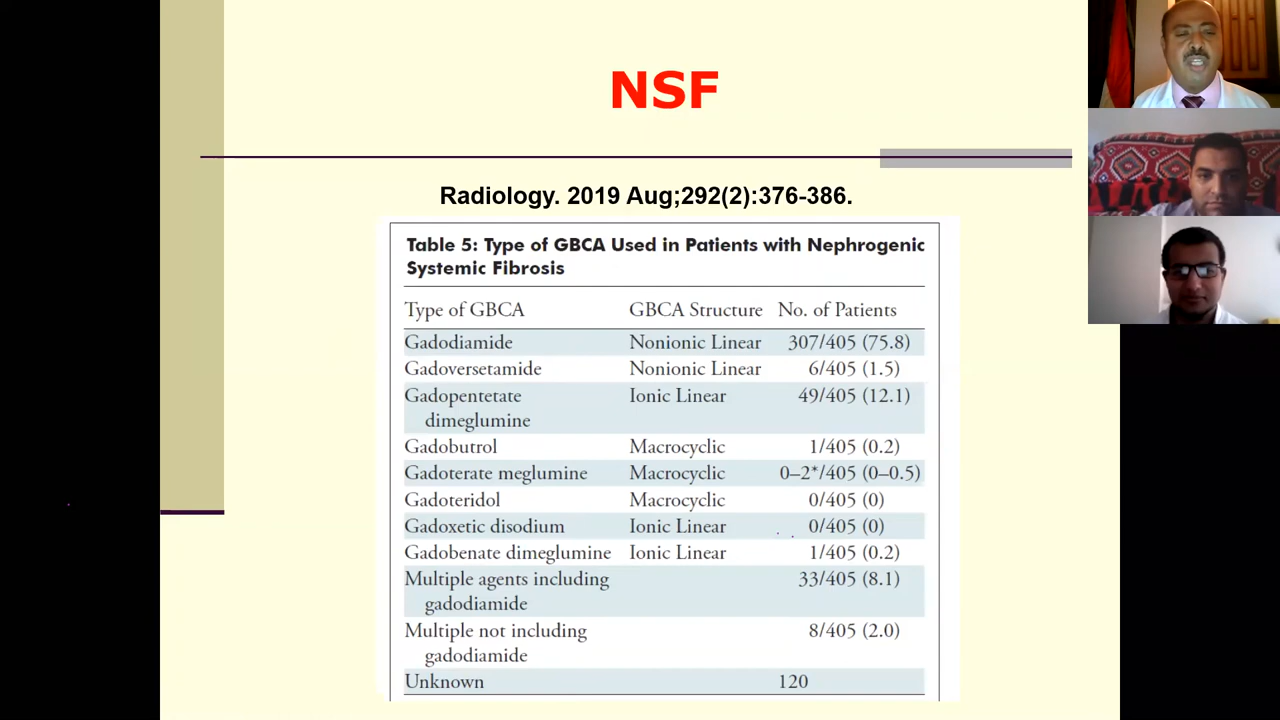 NSF
Radiology. 2019 Aug;292(2):376-386.
Table 5: Type of GBCA Used in Patients with Nephrogenic
Systemic Fibrosis
Type of GBCA GBCA Structure No. of Patients
Gadodiamide Nonionic Linear 307/405 (75.8)
Gadoversetamide Nonionic Linear 6/405 (1.5)
Gadopentetate Ionic Linear 49/405 (12.1)
dimeglumine
Gadobutrol Macrocyclic 1/405 (0.2)
Gadoterate meglumine Macrocyclic 0–2*/405 (0–0.5)
Gadoteridol Macrocyclic 0/405 (0)
Gadoxetic disodium Ionic Linear 0/405 (0)
Gadobenate dimeglumine Ionic Linear 1/405 (0.2)
Multiple agents including 33/405 (8.1)
gadodiamide
Multiple not including 8/405 (2.0)
gadodiamide
Unknown 120